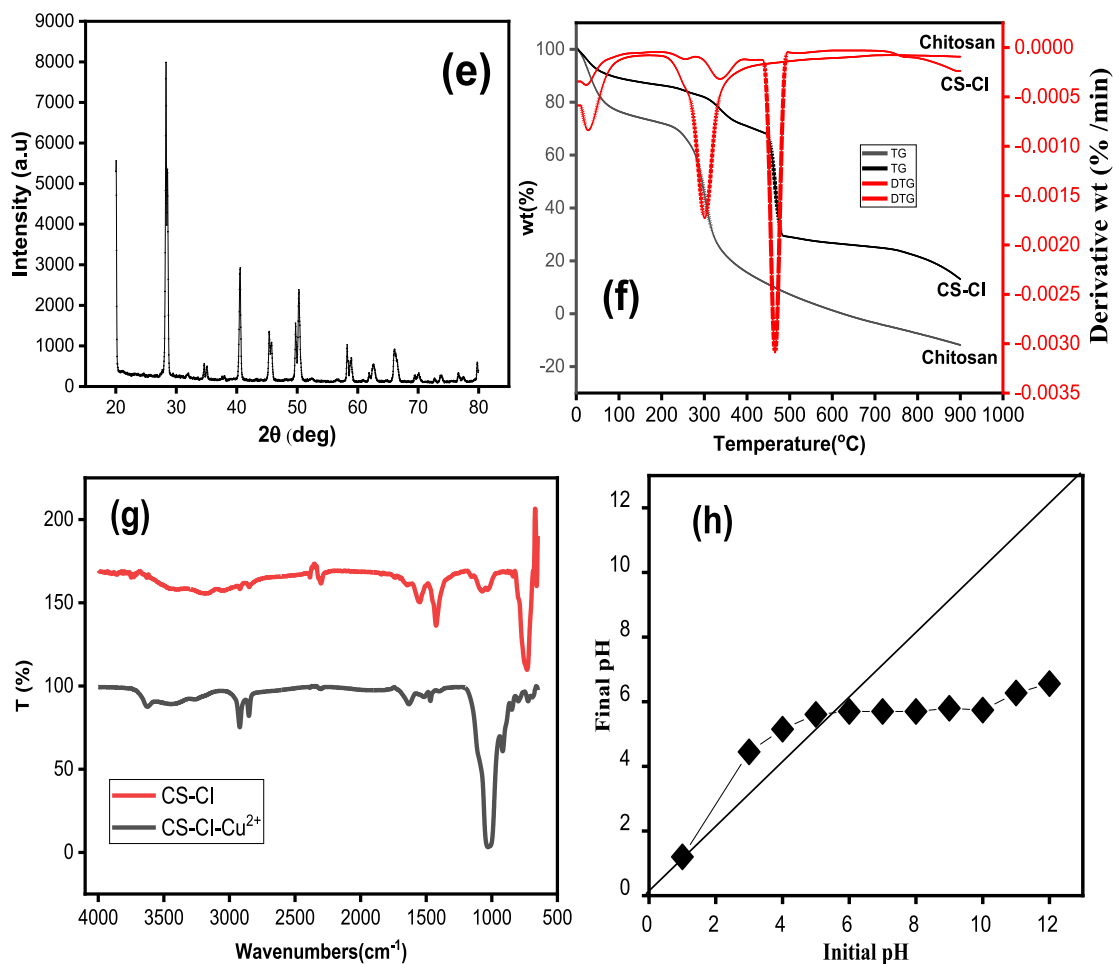 (e)
Intensity (a.u)
9000
8000
7000
6000
5000
4000
3000
2000
1000
0
20 30 40 50 60 70 80
2θ (deg)
(f)
wt(%)
100
80
60
40
20
0
-20
0 100 200 300 400 500 600 700 800 900 1000
Temperature(°C)
Chitosan
CS-CI
TG
TG
DTG
DTG
CS-CI
Chitosan
0.0000
-0.0005
-0.0010
-0.0015
-0.0020
-0.0025
-0.0030
-0.0035
Derivative wt (% /min)
(g)
T (%)
200
150
100
50
0
CS-CI
CS-CI-Cu²⁺
4000 3500 3000 2500 2000 1500 1000 500
Wavenumbers(cm⁻¹)
(h)
Final pH
12
10
8
6
4
2
0
0 2 4 6 8 10 12
Initial pH